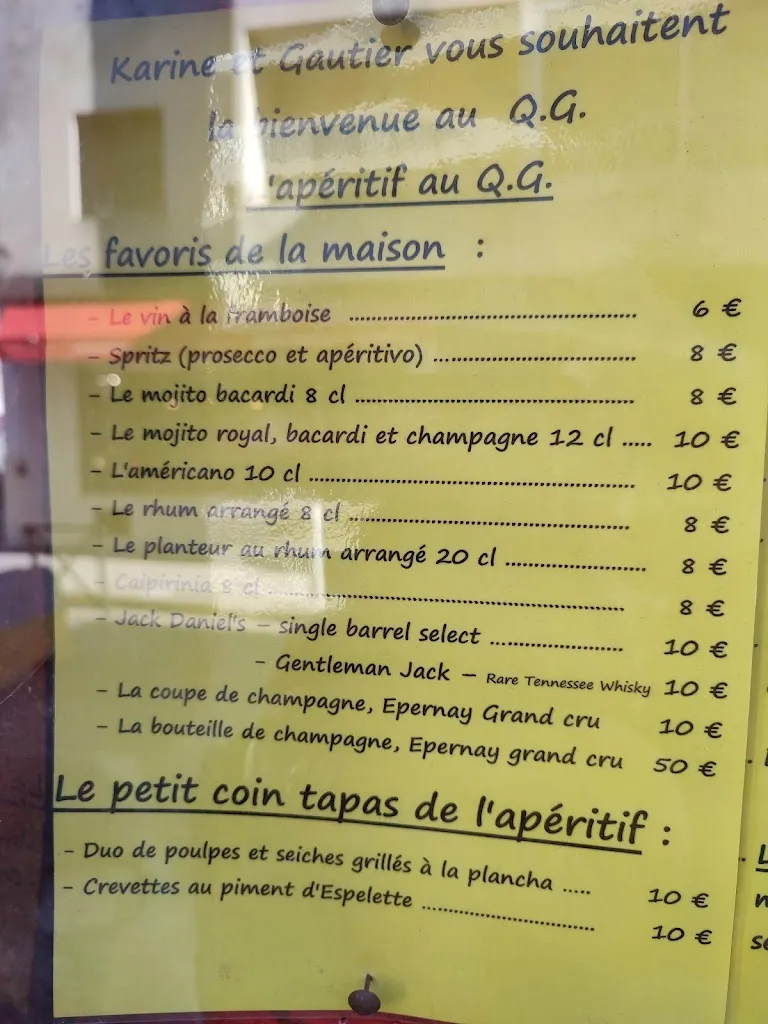 Karine et Gautier vous souhaitent
la bienvenue au Q.G.
'apéritif au Q.G.
Les favoris de la maison :
- Le vin à la framboise ........................ 6 €
- Spritz (prosecco et apéritivo) ........................ 8 €
- Le mojito bacardi 8 cl ........................ 8 €
- Le mojito royal, bacardi et champagne 12 cl ..... 10 €
- L'américano 10 cl ........................ 10 €
- Le rhum arrangé 8 cl ........................ 8 €
- Le planteur au rhum arrangé 20 cl ........................ 8 €
- Caipirinia 8 cl ........................ 8 €
- Jack Daniel's – single barrel select ........................ 10 €
- Gentleman Jack – Rare Tennessee Whisky 10 €
- La coupe de champagne, Epernay Grand cru 10 €
- La bouteille de champagne, Epernay grand cru 50 €
Le petit coin tapas de l'apéritif :
- Duo de poulpes et seiches grillés à la plancha ..... 10 €
- Crevettes au piment d'Espelette ........................ 10 €